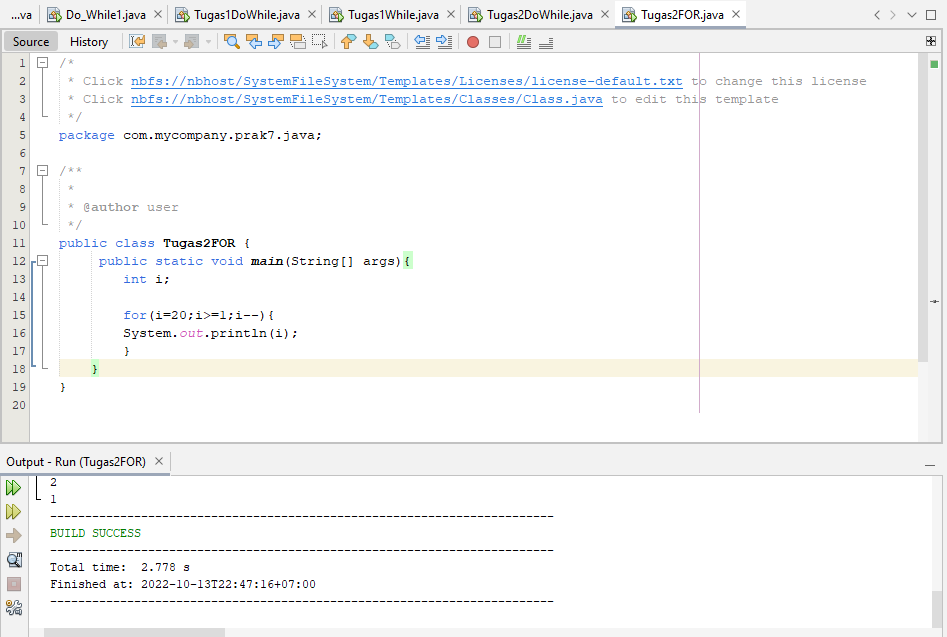 ...va Do_While1.java Tugas1DoWhile.java Tugas1While.java Tugas2DoWhile.java Tugas2FOR.java
Source History
1 /*
2 * Click nbfs://nbhost/SystemFileSystem/Templates/Licenses/license-default.txt to change this license
3 * Click nbfs://nbhost/SystemFileSystem/Templates/Classes/Class.java to edit this template
4 */
5 package com.mycompany.prak7.java;
6
7 /**
8 *
9 * @author user
10 */
11 public class Tugas2FOR {
12 public static void main(String[] args){
13 int i;
14
15 for(i=20;i>=1;i--){
16 System.out.println(i);
17 }
18 }
19 }
20
Output - Run (Tugas2FOR)
2
1
------------------------------------------------------------------------
BUILD SUCCESS
------------------------------------------------------------------------
Total time:  2.778 s
Finished at: 2022-10-13T22:47:16+07:00
------------------------------------------------------------------------